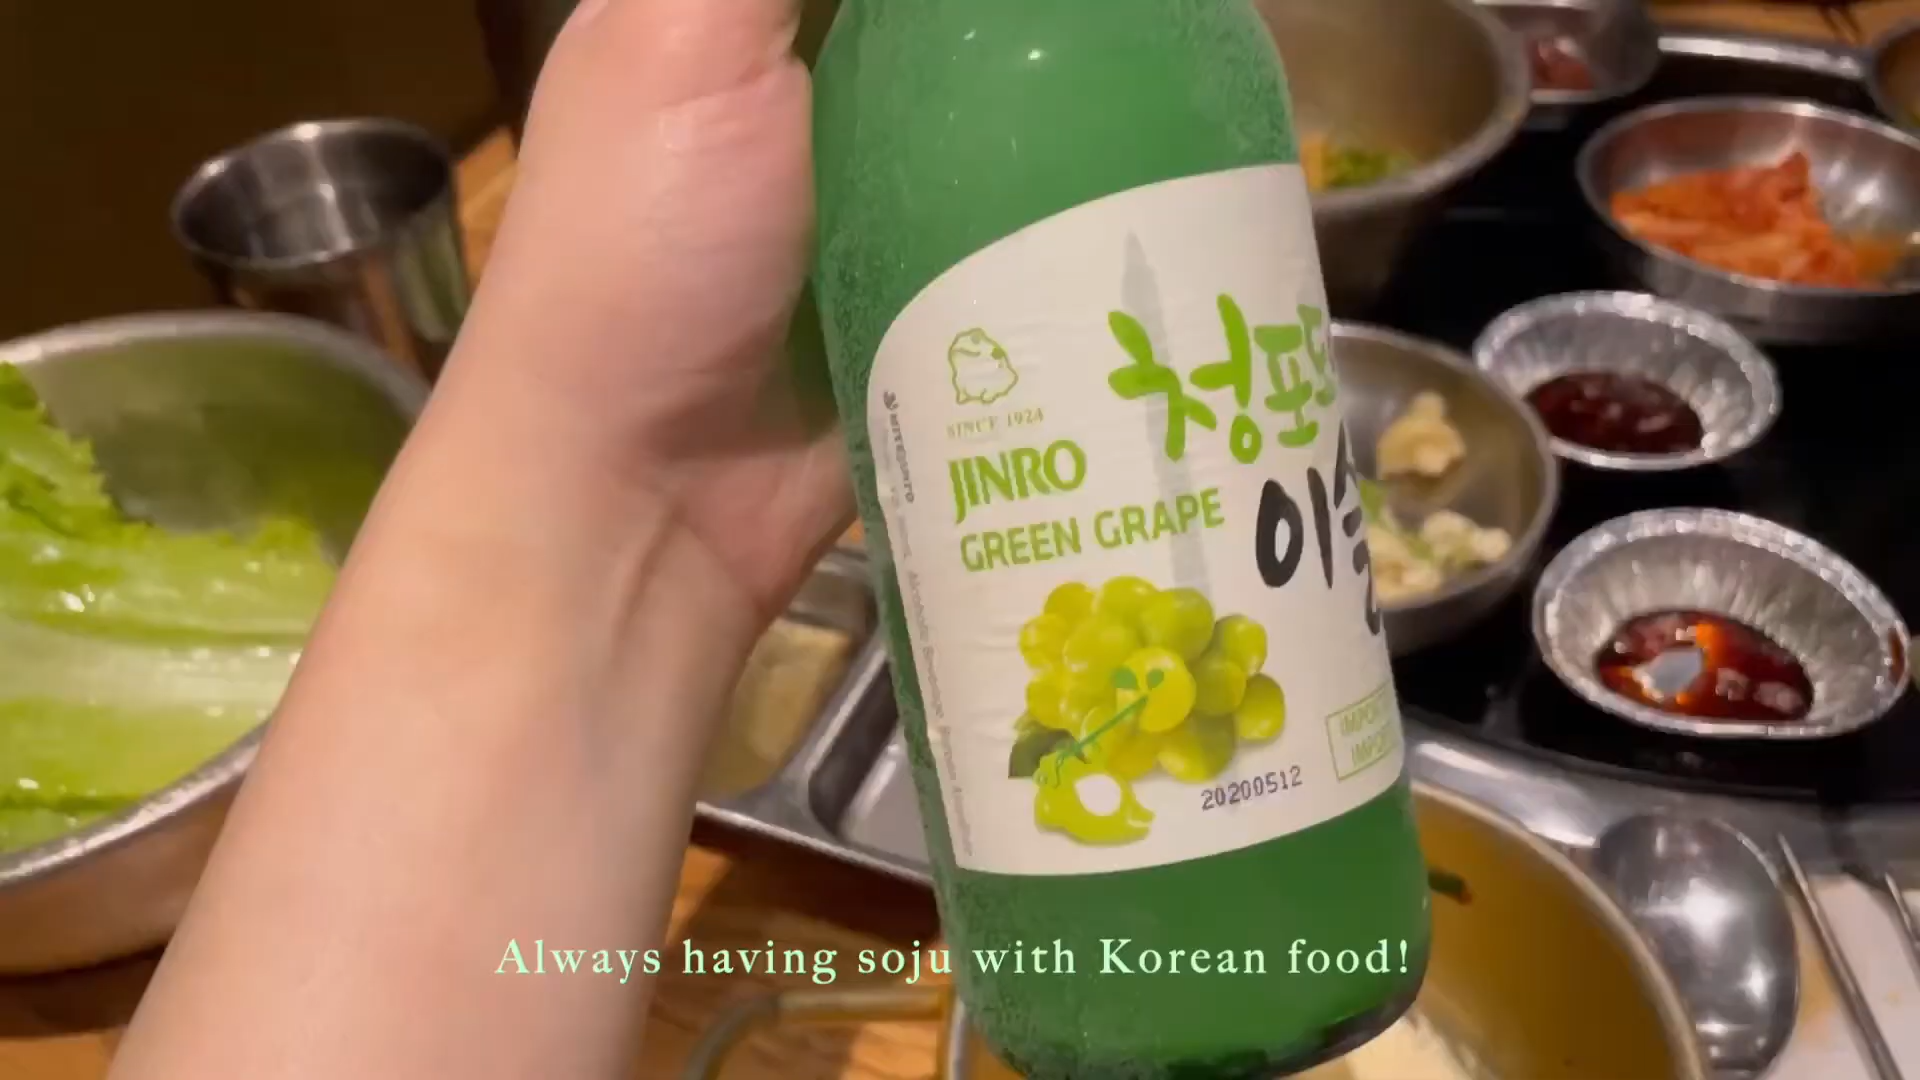 SINCE 1924
JINRO
GREEN GRAPE
청포도
이슬
20200512
Always having soju with Korean food!